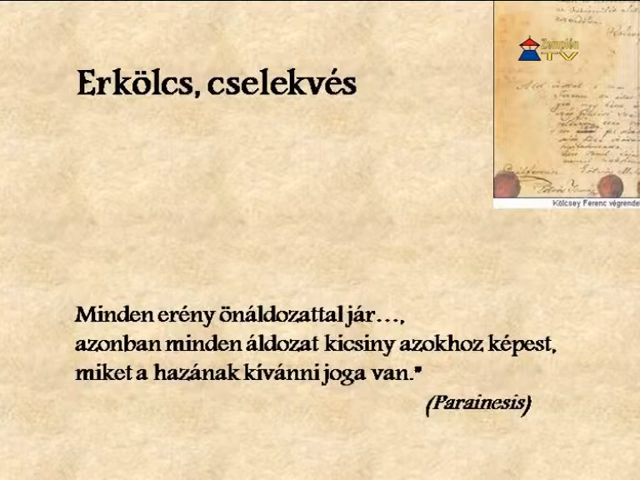 Zemplén
TV
Erkölcs, cselekvés
Kölcsey Ferenc végrende
Minden erény önáldozattal jár…,
azonban minden áldozat kicsiny azokhoz képest,
miket a hazának kívánni joga van."
(Parainesis)